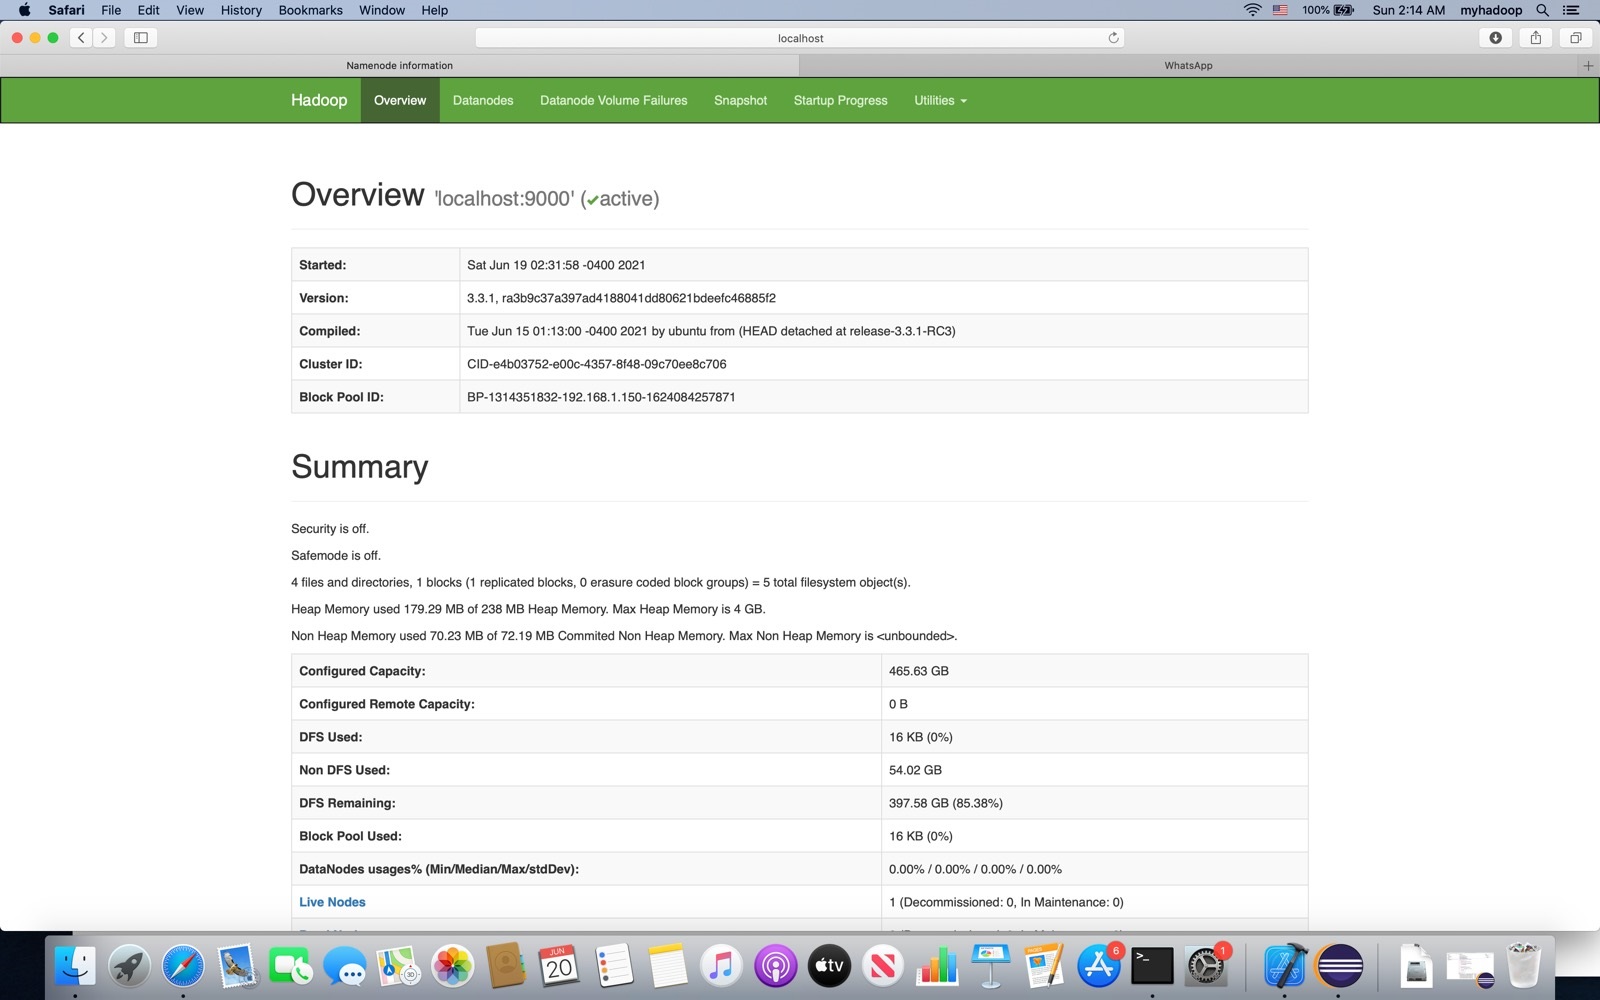 Safari File Edit View History Bookmarks Window Help 100% Sun 2:14 AM myhadoop
localhost
Namenode information WhatsApp
Hadoop Overview Datanodes Datanode Volume Failures Snapshot Startup Progress Utilities
Overview 'localhost:9000' (✔active)
Started: Sat Jun 19 02:31:58 -0400 2021
Version: 3.3.1, ra3b9c37a397ad4188041dd80621bdeefc46885f2
Compiled: Tue Jun 15 01:13:00 -0400 2021 by ubuntu from (HEAD detached at release-3.3.1-RC3)
Cluster ID: CID-e4b03752-e00c-4357-8f48-09c70ee8c706
Block Pool ID: BP-1314351832-192.168.1.150-1624084257871
Summary
Security is off.
Safemode is off.
4 files and directories, 1 blocks (1 replicated blocks, 0 erasure coded block groups) = 5 total filesystem object(s).
Heap Memory used 179.29 MB of 238 MB Heap Memory. Max Heap Memory is 4 GB.
Non Heap Memory used 70.23 MB of 72.19 MB Commited Non Heap Memory. Max Non Heap Memory is <unbounded>.
Configured Capacity: 465.63 GB
Configured Remote Capacity: 0 B
DFS Used: 16 KB (0%)
Non DFS Used: 54.02 GB
DFS Remaining: 397.58 GB (85.38%)
Block Pool Used: 16 KB (0%)
DataNodes usages% (Min/Median/Max/stdDev): 0.00% / 0.00% / 0.00% / 0.00%
Live Nodes 1 (Decommissioned: 0, In Maintenance: 0)
JUN
20
tv
6
>_
1